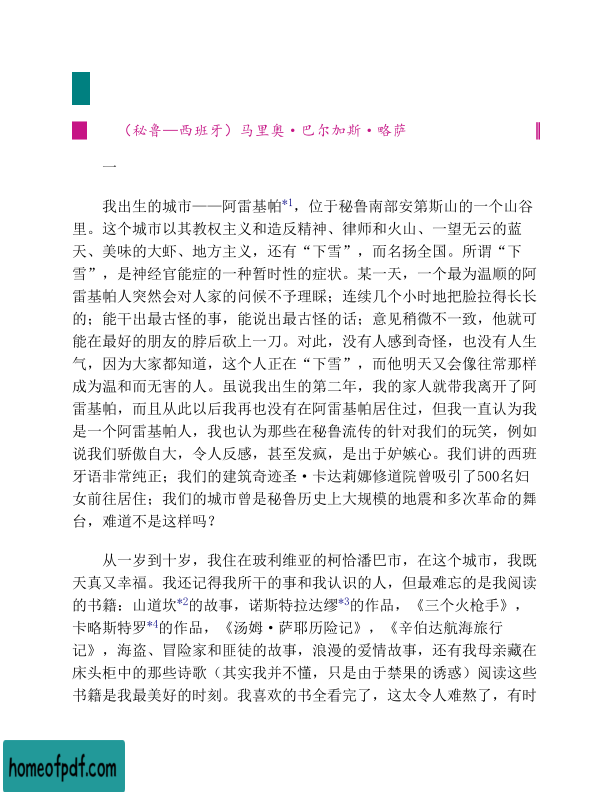 （秘鲁—西班牙）马里奥·巴尔加斯·略萨
一
我出生的城市——阿雷基帕*1，位于秘鲁南部安第斯山的一个山谷
里。这个城市以其教权主义和造反精神、律师和火山、一望无云的蓝
天、美味的大虾、地方主义，还有“下雪”，而名扬全国。所谓“下
雪”，是神经官能症的一种暂时性的症状。某一天，一个最为温顺的阿
雷基帕人突然会对人家的问候不予理睬；连续几个小时地把脸拉得长长
的；能干出最古怪的事，能说出最古怪的话；意见稍微不一致，他就可
能在最好的朋友的脖后砍上一刀。对此，没有人感到奇怪，也没有人生
气，因为大家都知道，这个人正在“下雪”，而他明天又会像往常那样
成为温和而无害的人。虽说我出生的第二年，我的家人就带我离开了阿
雷基帕，而且从此以后我再也没有在阿雷基帕居住过，但我一直认为我
是一个阿雷基帕人，我也认为那些在秘鲁流传的针对我们的玩笑，例如
说我们骄傲自大，令人反感，甚至发疯，是出于妒嫉心。我们讲的西班
牙语非常纯正；我们的建筑奇迹圣·卡达莉娜修道院曾吸引了500名妇
女前往居住；我们的城市曾是秘鲁历史上大规模的地震和多次革命的舞
台，难道不是这样吗？
从一岁到十岁，我住在玻利维亚的柯恰潘巴市，在这个城市，我既
天真又幸福。我还记得我所干的事和我认识的人，但最难忘的是我阅读
的书籍：山道坎*2的故事，诺斯特拉达缪*3的作品，《三个火枪手》，
卡略斯特罗*4的作品，《汤姆·萨耶历险记》，《辛伯达航海旅行
记》，海盗、冒险家和匪徒的故事，浪漫的爱情故事，还有我母亲藏在
床头柜中的那些诗歌（其实我并不懂，只是由于禁果的诱惑）阅读这些
书籍是我最美好的时刻。我喜欢的书全看完了，这太令人难熬了，有时
homeofpdf.com